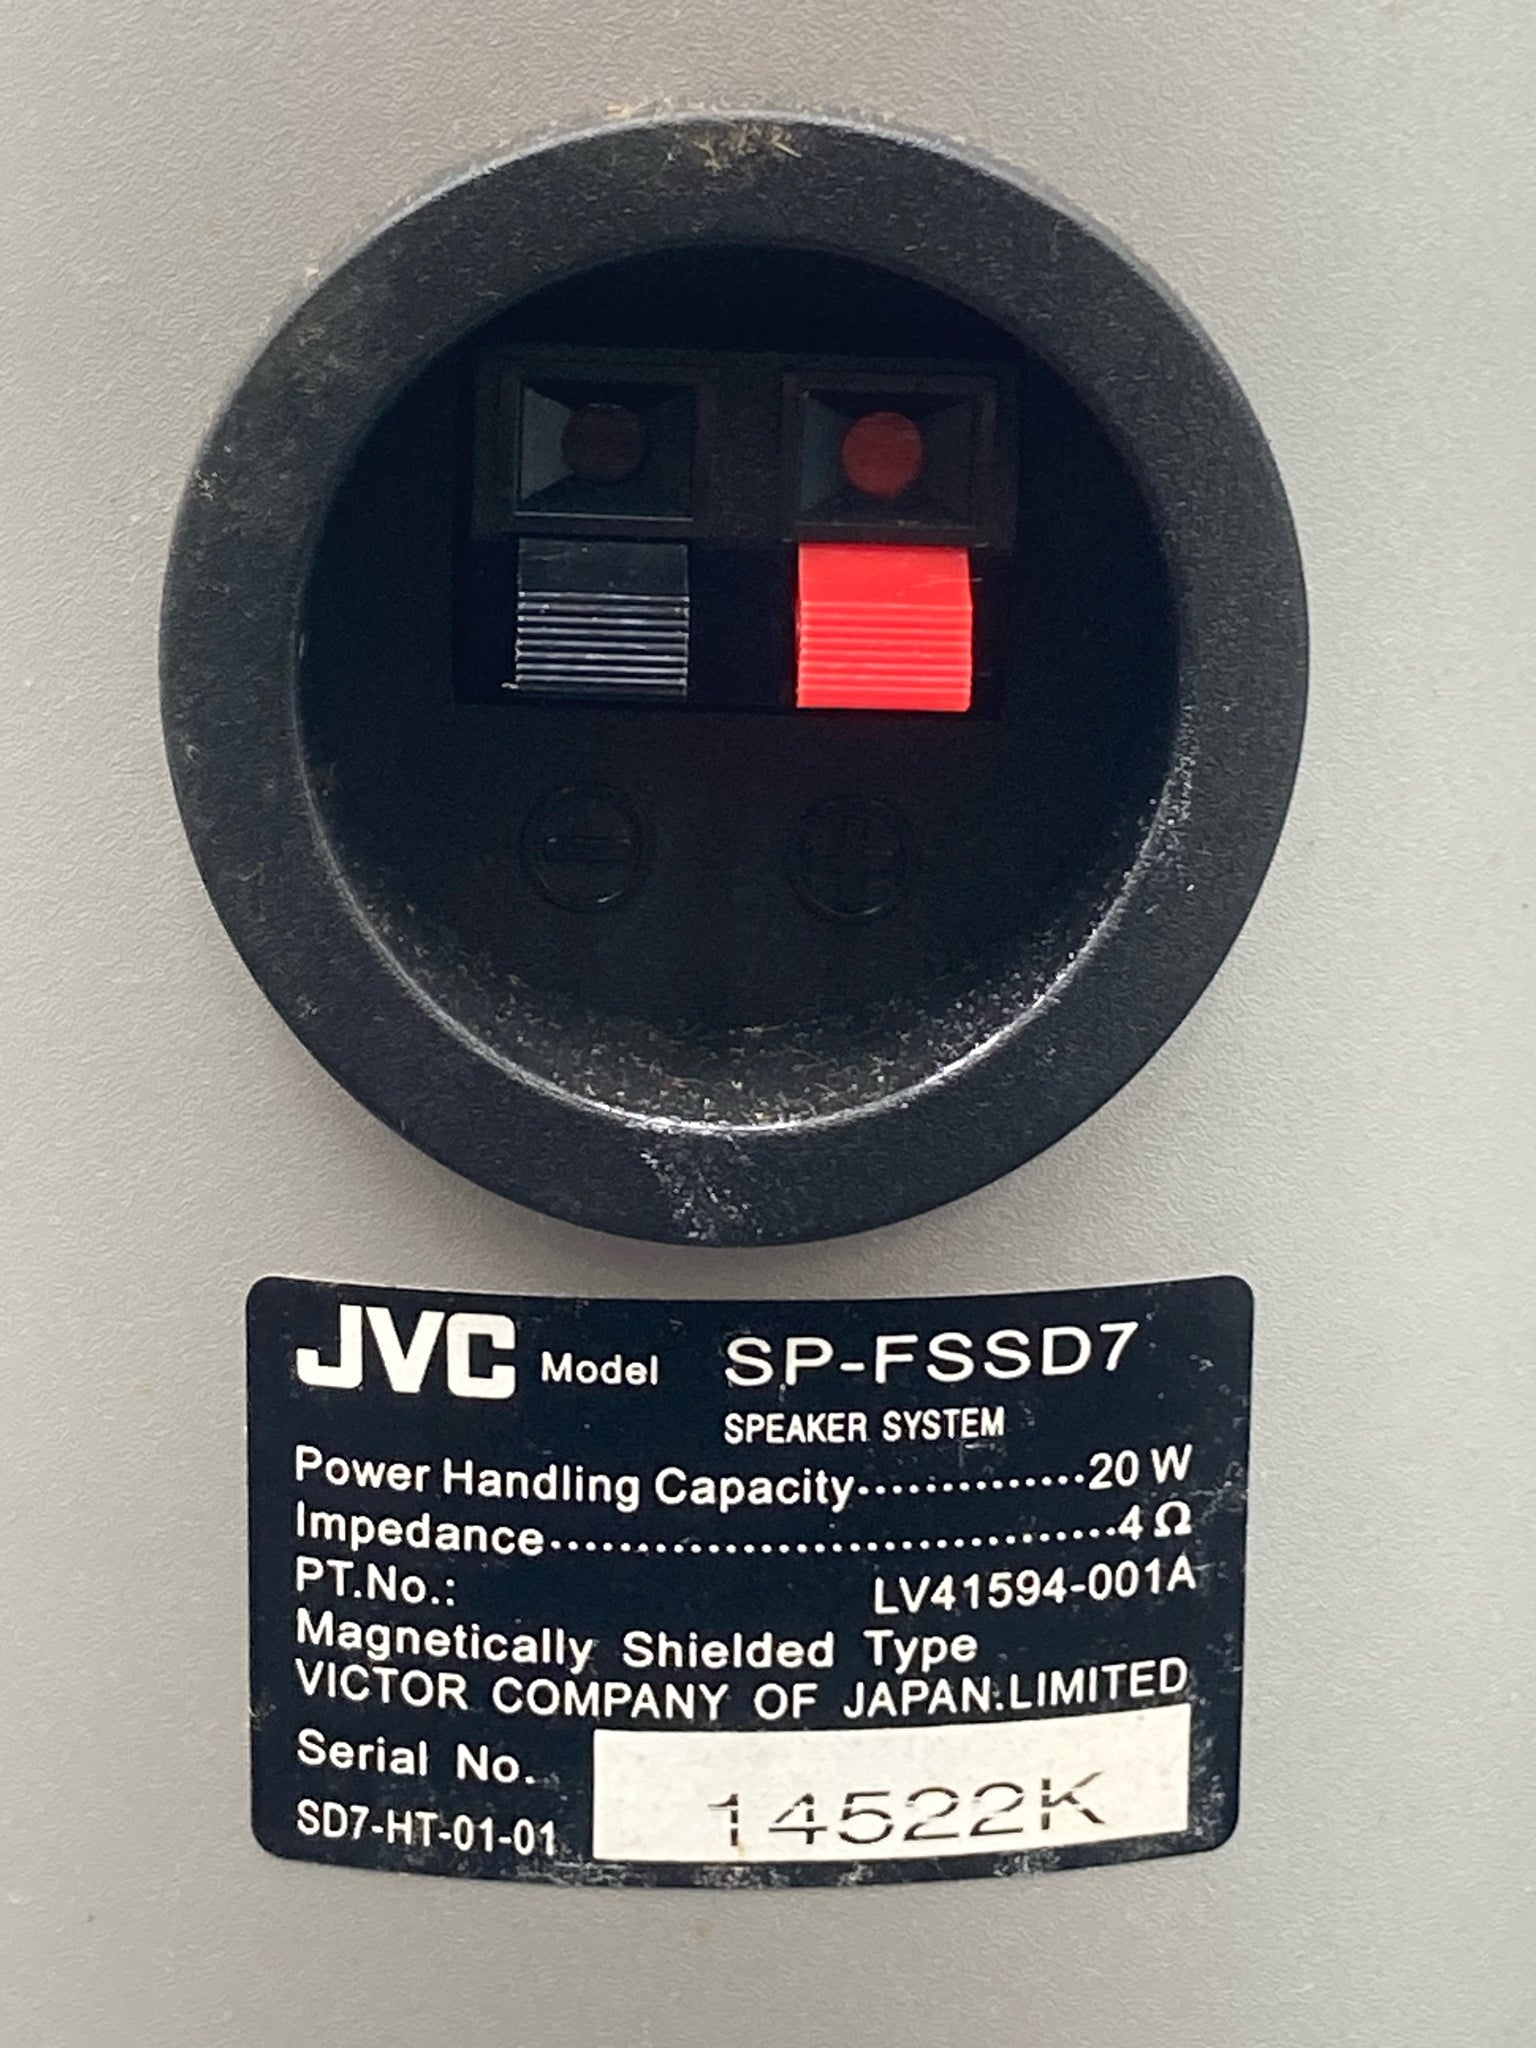 − +
JVC Model SP-FSSD7
SPEAKER SYSTEM
Power Handling Capacity··············20 W
Impedance·································4 Ω
PT.No.: LV41594-001A
Magnetically Shielded Type
VICTOR COMPANY OF JAPAN.LIMITED
Serial No.
SD7-HT-01-01 14522K